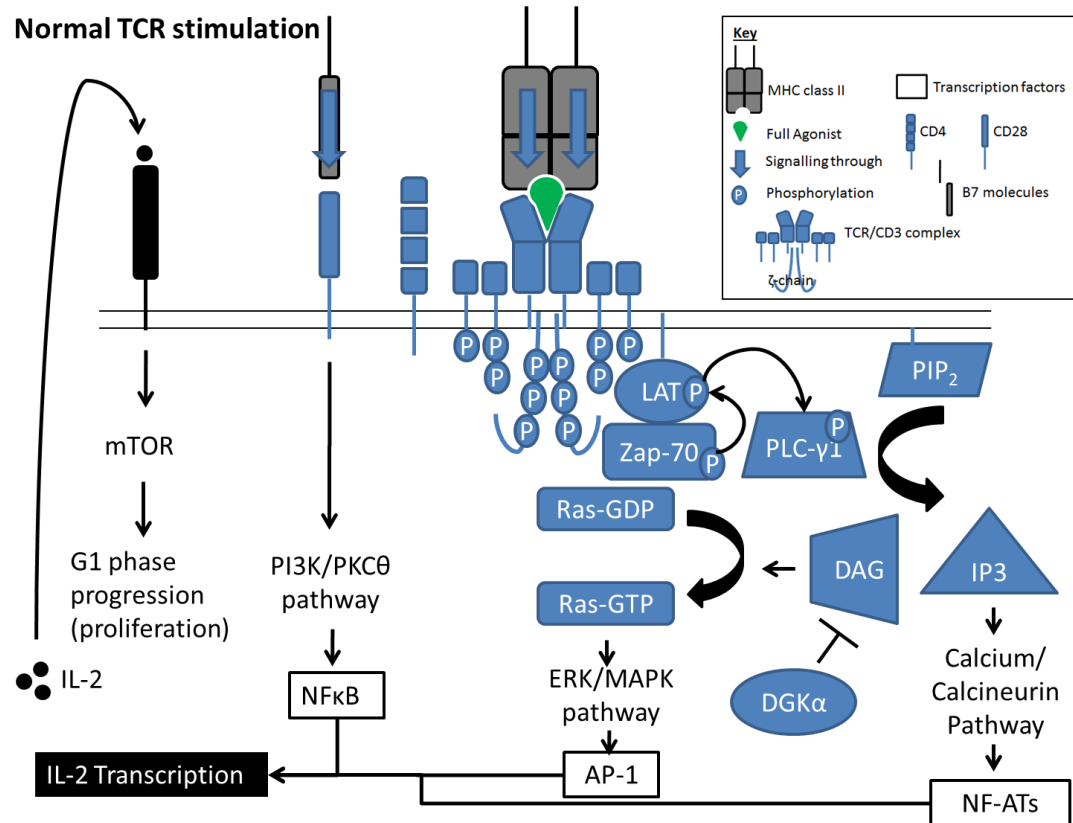 Normal TCR stimulation
Key
MHC class II
Transcription factors
Full Agonist
CD4
CD28
Signalling through
P
Phosphorylation
B7 molecules
TCR/CD3 complex
ζ-chain
P
P
P
P
P
P
P
P
P
P
P
P
P
P
LAT
P
PIP₂
Zap-70
P
P
PLC-γ1
mTOR
Ras-GDP
G1 phase
progression
(proliferation)
PI3K/PKCθ
pathway
DAG
IP3
Ras-GTP
IL-2
NFκB
ERK/MAPK
pathway
DGKα
Calcium/
Calcineurin
Pathway
IL-2 Transcription
AP-1
NF-ATs